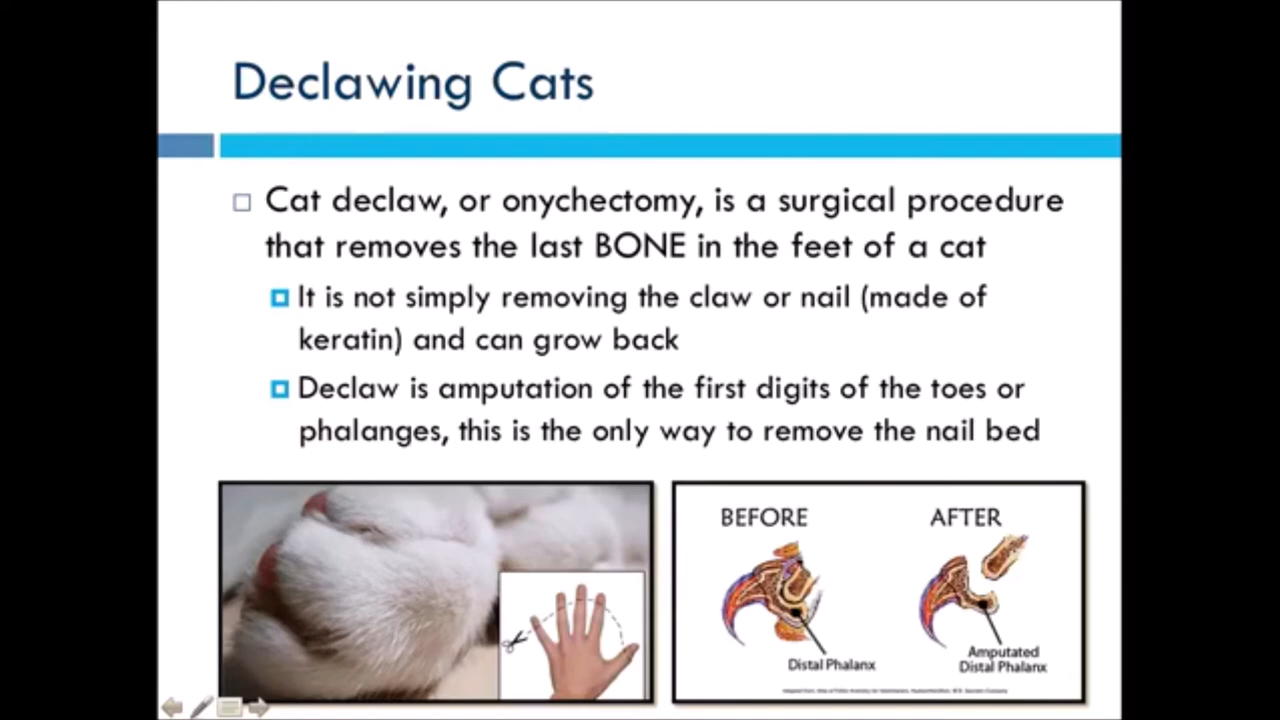 Declawing Cats
Cat declaw, or onychectomy, is a surgical procedure
that removes the last BONE in the feet of a cat
It is not simply removing the claw or nail (made of
keratin) and can grow back
Declaw is amputation of the first digits of the toes or
phalanges, this is the only way to remove the nail bed
BEFORE
AFTER
Distal Phalanx
Amputated
Distal Phalanx